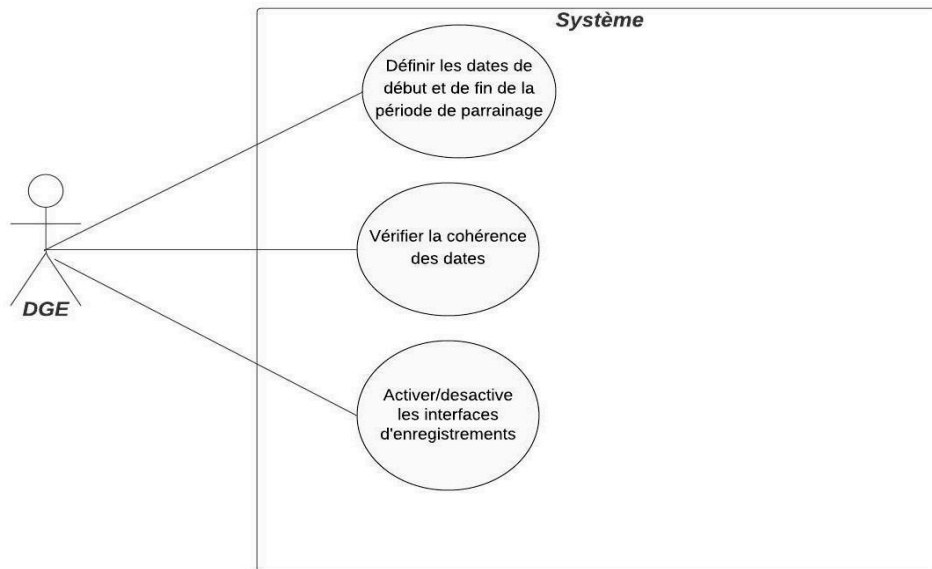 Système
Définir les dates de
début et de fin de la
période de parrainage
Vérifier la cohérence
des dates
DGE
Activer/desactive
les interfaces
d'enregistrements